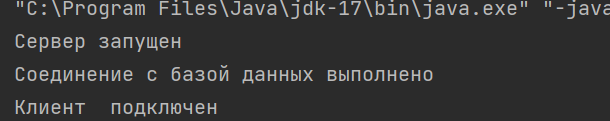 "C:\Program Files\Java\jdk-17\bin\java.exe" "-java
Сервер запущен
Соединение с базой данных выполнено
Клиент  подключен